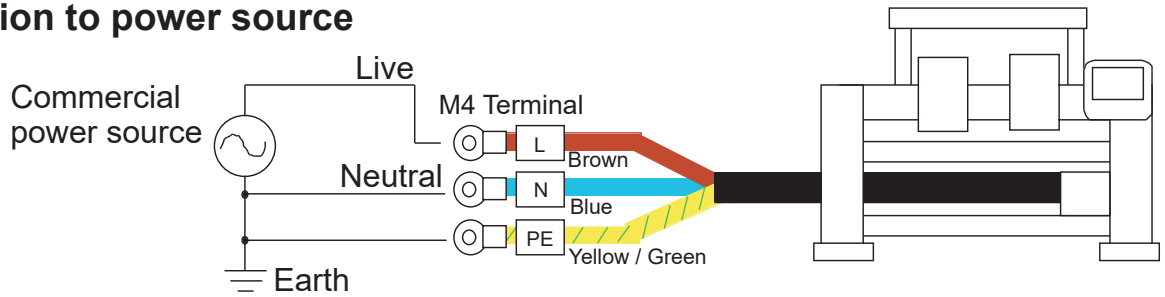 ion to power source
Live
Commercial
power source
M4 Terminal
L
Brown
Neutral
N
Blue
PE
Yellow / Green
Earth